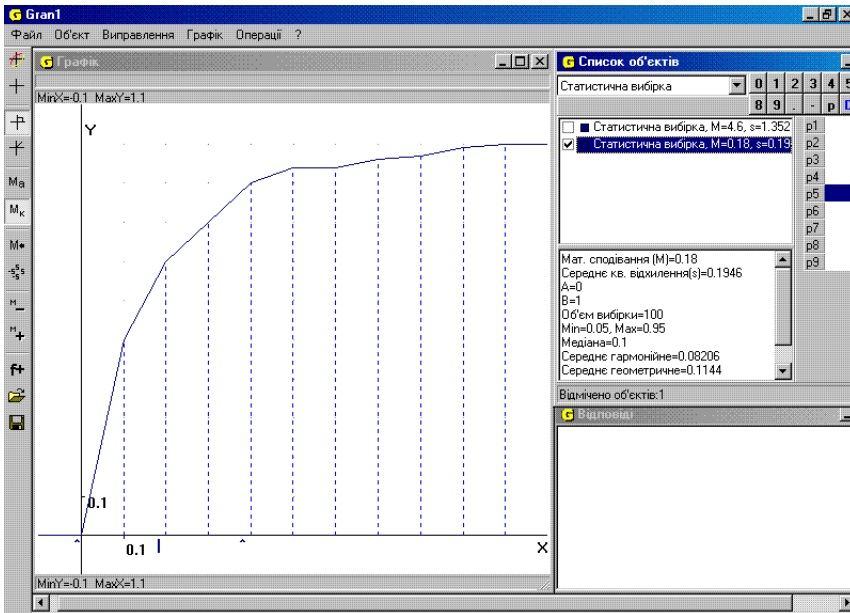 Gran1
Файл Об'єкт Виправлення Графік Операції ?
Графік
MinX=-0.1 MaxY=1.1
Y
0.1
0.1
X
MinY=-0.1 MaxX=1.1
Ma
Mк
M
M
M
f+
Список об'єктів
Статистична вибірка
0 1 2 3 4 5
8 9 . - p
Статистична вибірка, M=4.6, s=1.352
Статистична вибірка, M=0.18, s=0.19
p1
p2
p3
p4
p5
p6
p7
p8
p9
Мат. сподівання (M)=0.18
Середнє кв. відхилення(s)=0.1946
A=0
B=1
Об'єм вибірки=100
Min=0.05, Max=0.95
Медіана=0.1
Середнє гармонійне=0.08206
Середнє геометричне=0.1144
Відмічено об'єктів:1
Відповіді